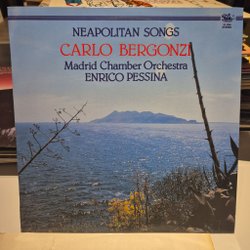 NEAPOLITAN SONGS
CARLO BERGONZI
Madrid Chamber Orchestra
ENRICO PESSINA